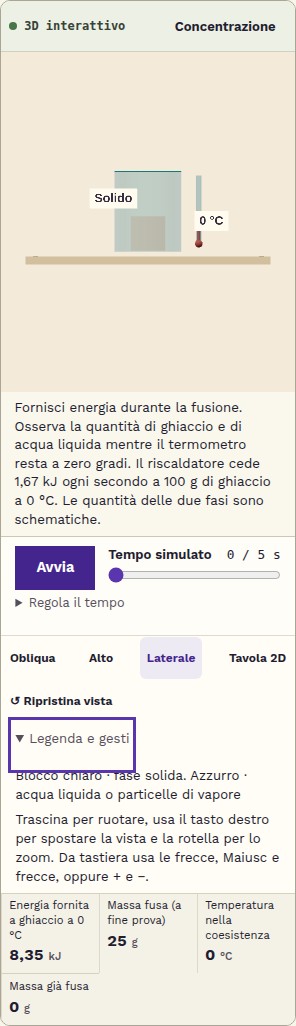 3D interattivo
Concentrazione
Solido
0 °C
Fornisci energia durante la fusione.
Osserva la quantità di ghiaccio e di
acqua liquida mentre il termometro
resta a zero gradi. Il riscaldatore cede
1,67 kJ ogni secondo a 100 g di ghiaccio
a 0 °C. Le quantità delle due fasi sono
schematiche.
Avvia
Tempo simulato 0 / 5 s
▶ Regola il tempo
Obliqua Alto Laterale Tavola 2D
↺ Ripristina vista
▼ Legenda e gesti
Blocco chiaro · fase solida. Azzurro ·
acqua liquida o particelle di vapore
Trascina per ruotare, usa il tasto destro
per spostare la vista e la rotella per lo
zoom. Da tastiera usa le frecce, Maiusc e
frecce, oppure + e −.
Energia fornita
a ghiaccio a 0
°C
8,35 kJ
Massa fusa (a
fine prova)
25 g
Temperatura
nella
coesistenza
0 °C
Massa già fusa
0 g